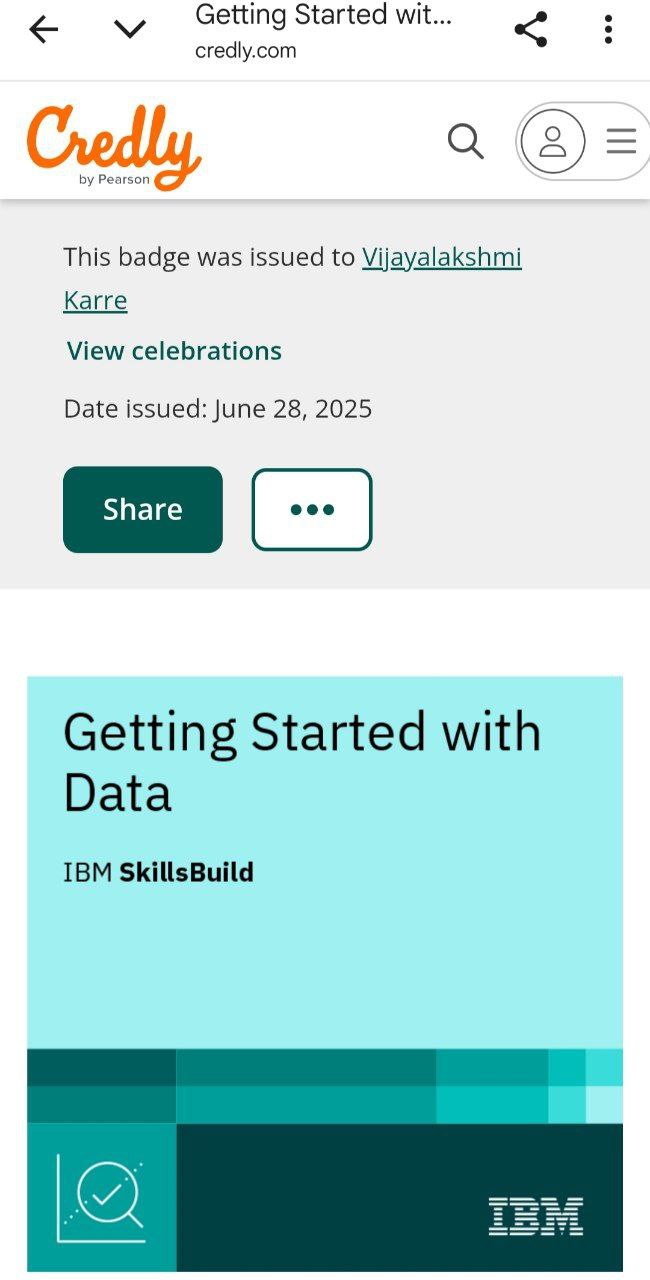 Getting Started wit...
credly.com
Credly
by Pearson
This badge was issued to Vijayalakshmi
Karre
View celebrations
Date issued: June 28, 2025
Share
Getting Started with
Data
IBM SkillsBuild
IBM